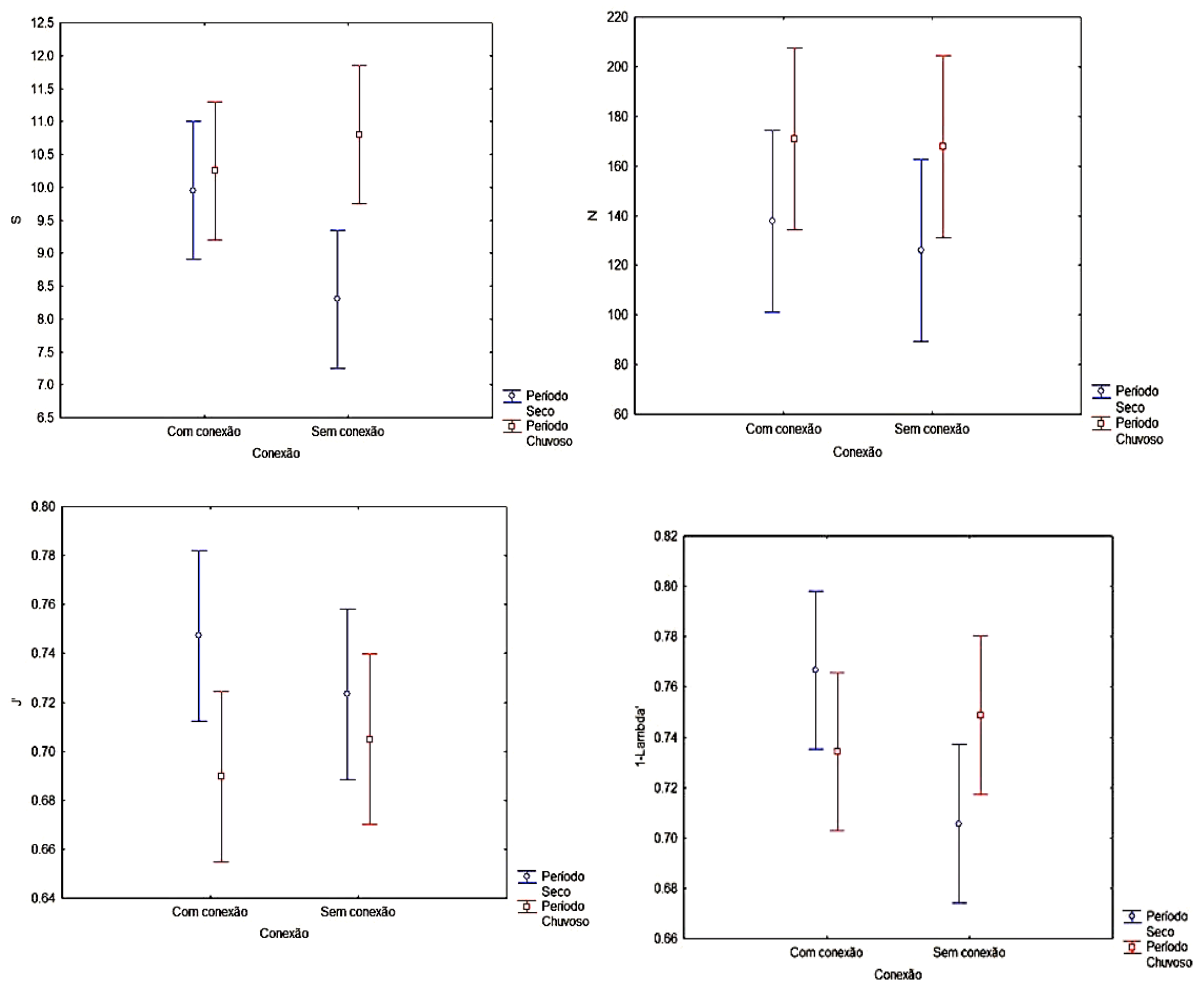 12.5
12.0
11.5
11.0
10.5
10.0
9.5
9.0
8.5
8.0
7.5
7.0
6.5
S
Com conexão
Sem conexão
Conexão
Período
Seco
Período
Chuvoso
220
200
180
160
140
120
100
80
60
N
Com conexão
Sem conexão
Conexão
Período
Seco
Período
Chuvoso
0.80
0.78
0.76
0.74
0.72
0.70
0.68
0.66
0.64
J'
Com conexão
Sem conexão
Conexão
Período
Seco
Período
Chuvoso
0.82
0.80
0.78
0.76
0.74
0.72
0.70
0.68
0.66
1-Lambda'
Com conexão
Sem conexão
Conexão
Período
Seco
Período
Chuvoso